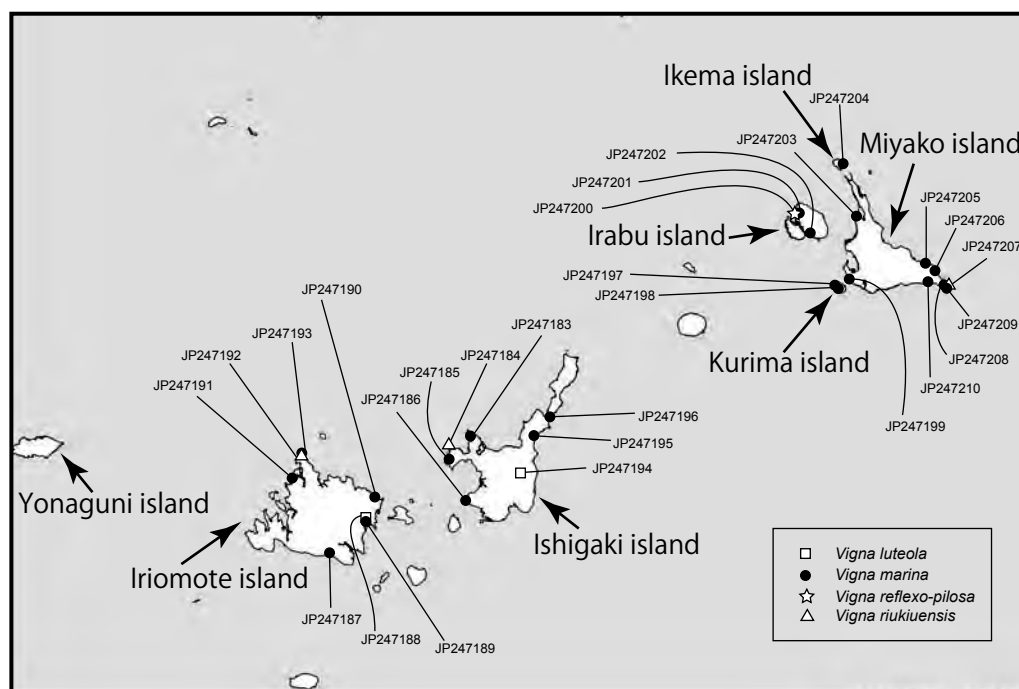 Ikema island
JP247204
JP247203
Miyako island
JP247202
JP247201
JP247200
JP247205
JP247206
JP247207
Irabu island
JP247197
JP247198
JP247209
JP247208
Kurima island
JP247210
JP247199
JP247190
JP247193
JP247192
JP247191
JP247183
JP247184
JP247185
JP247186
JP247196
JP247195
JP247194
Yonaguni island
Ishigaki island
Iriomote island
JP247187
JP247188
JP247189
Vigna luteola
Vigna marina
Vigna reflexo-pilosa
Vigna riukiuensis